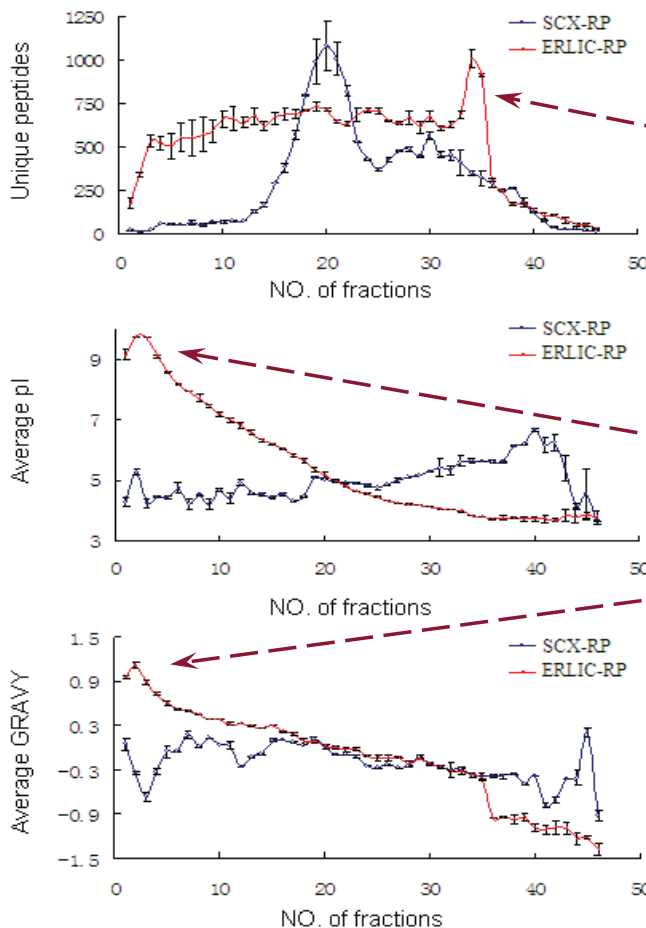 Unique peptides
1250
1000
750
500
250
0
0 10 20 30 40 50
NO. of fractions
SCX-RP
ERLIC-RP
Average pI
9
7
5
3
0 10 20 30 40 50
NO. of fractions
SCX-RP
ERLIC-RP
Average GRAVY
1.5
0.9
0.3
-0.3
-0.9
-1.5
0 10 20 30 40 50
NO. of fractions
SCX-RP
ERLIC-RP